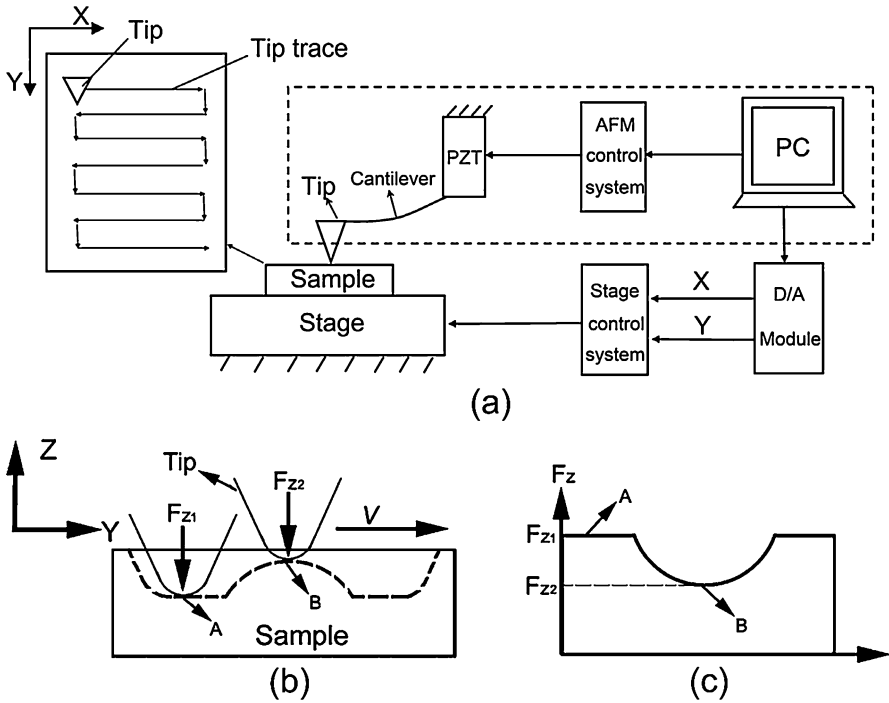 X
Tip
Tip trace
Y
AFM
control
system
PC
PZT
Cantilever
Tip
Sample
Stage
Stage
control
system
X
Y
D/A
Module
(a)
Z
Y
Tip
Fz1
Fz2
V
A
B
Sample
(b)
Fz
A
Fz1
Fz2
B
(c)